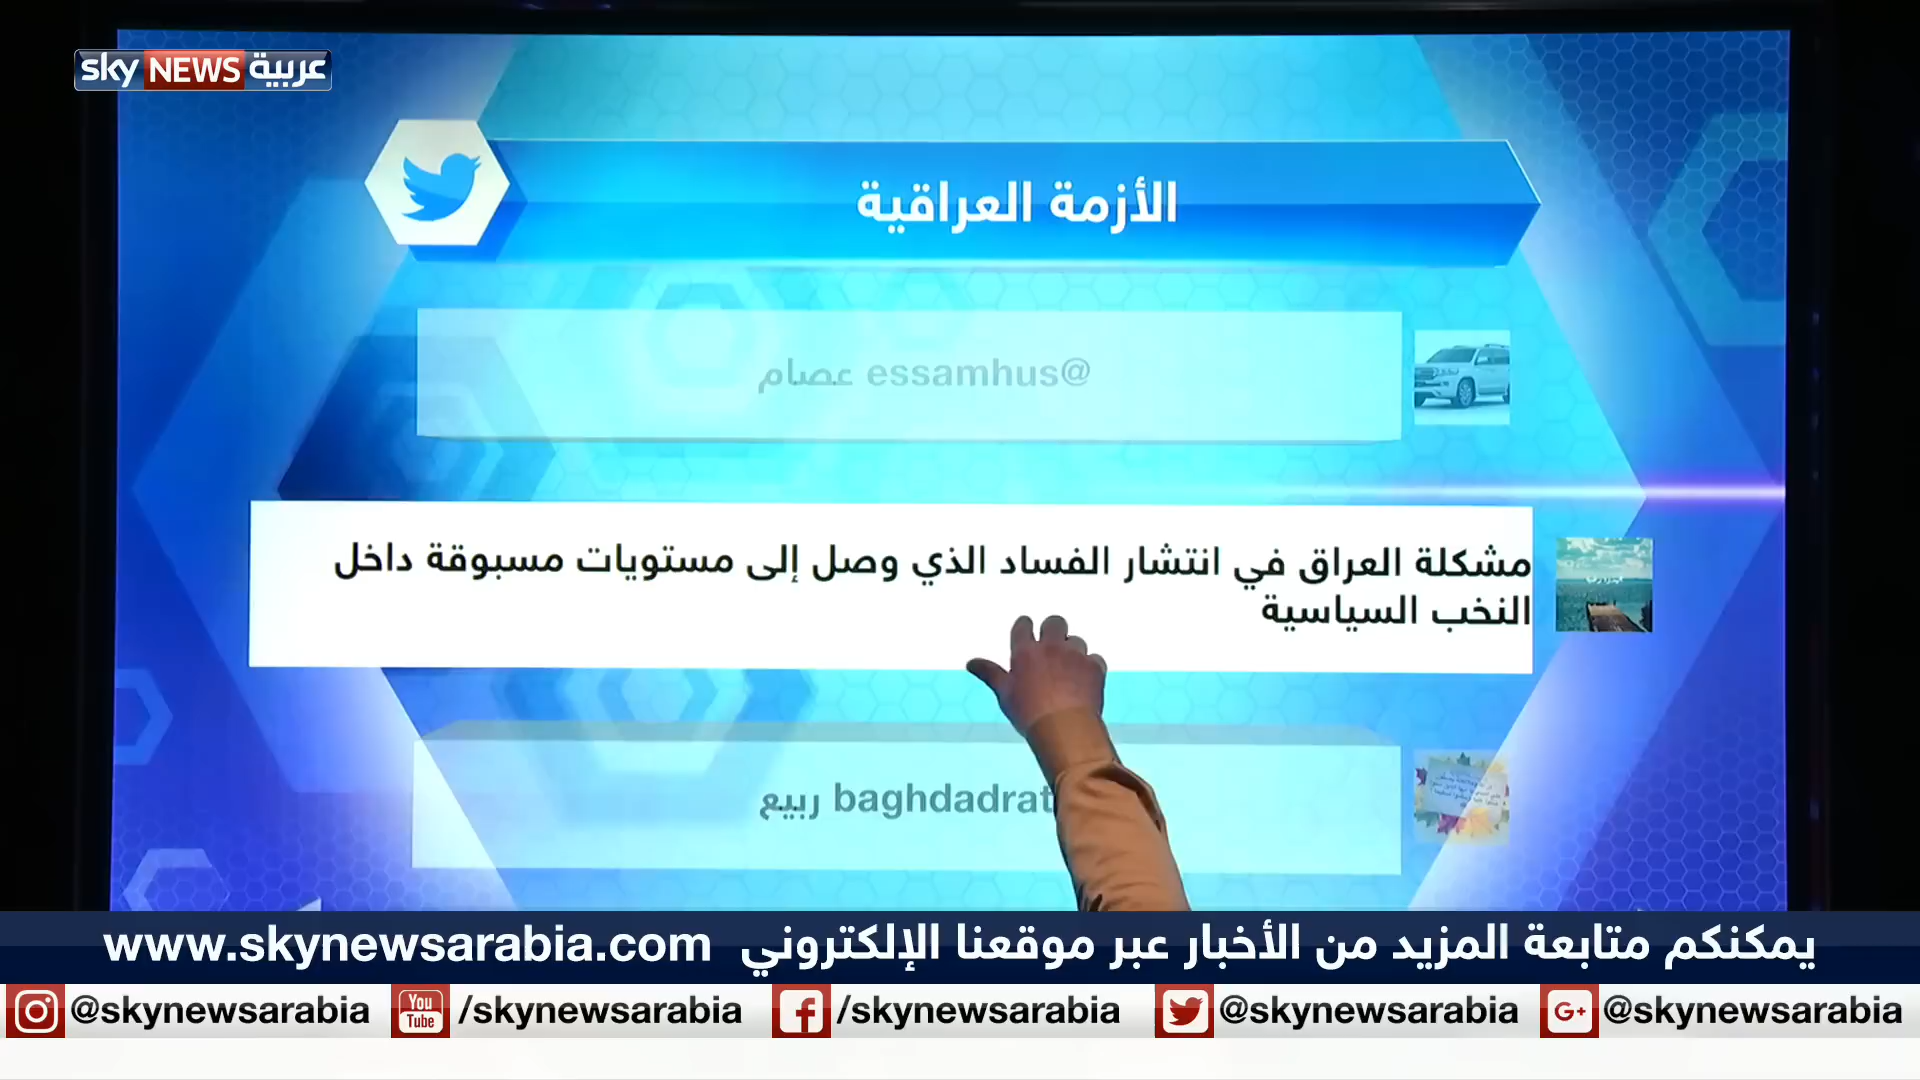 sky NEWS عربية
الأزمة العراقية
@essamhus عصام
مشكلة العراق في انتشار الفساد الذي وصل إلى مستويات مسبوقة داخل
النخب السياسية
baghdadrat ربيع
يمكنكم متابعة المزيد من الأخبار عبر موقعنا الإلكتروني www.skynewsarabia.com
@skynewsarabia You Tube /skynewsarabia f /skynewsarabia @skynewsarabia G+ @skynewsarabia